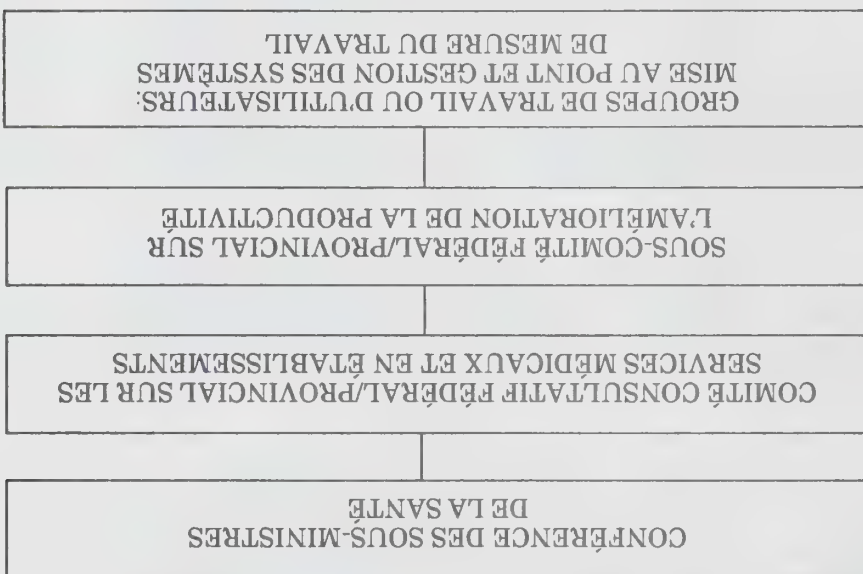 CONFÉRENCE DES SOUS-MINISTRES
DE LA SANTÉ
COMITÉ CONSULTATIF FÉDÉRAL/PROVINCIAL SUR LES
SERVICES MÉDICAUX ET EN ÉTABLISSEMENTS
SOUS-COMITÉ FÉDÉRAL/PROVINCIAL SUR
L'AMÉLIORATION DE LA PRODUCTIVITÉ
GROUPES DE TRAVAIL OU D'UTILISATEURS:
MISE AU POINT ET GESTION DES SYSTÈMES
DE MESURE DU TRAVAIL